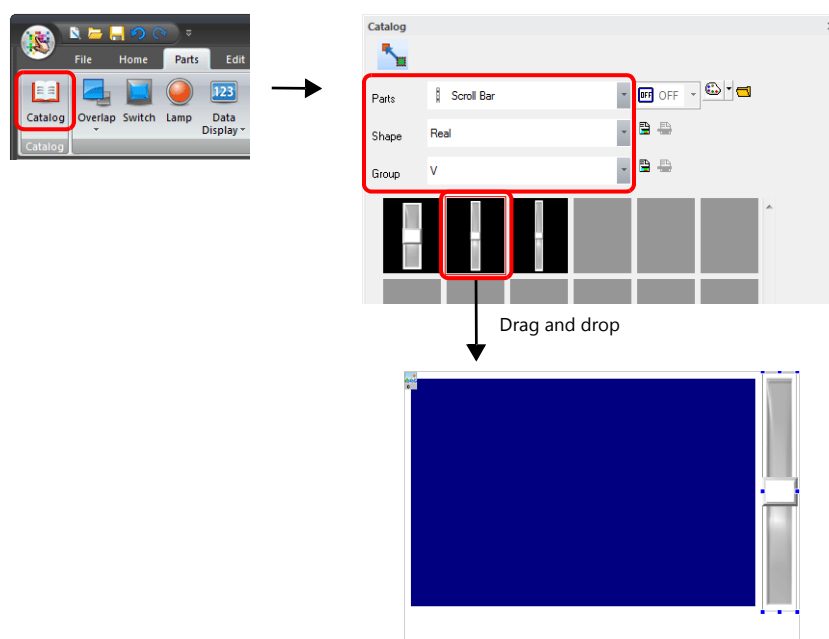 File Home Parts Edit
Catalog Overlap Switch Lamp Data
Display
Catalog
Catalog
Parts Scroll Bar OFF OFF
Shape Real
Group V
123
Drag and drop